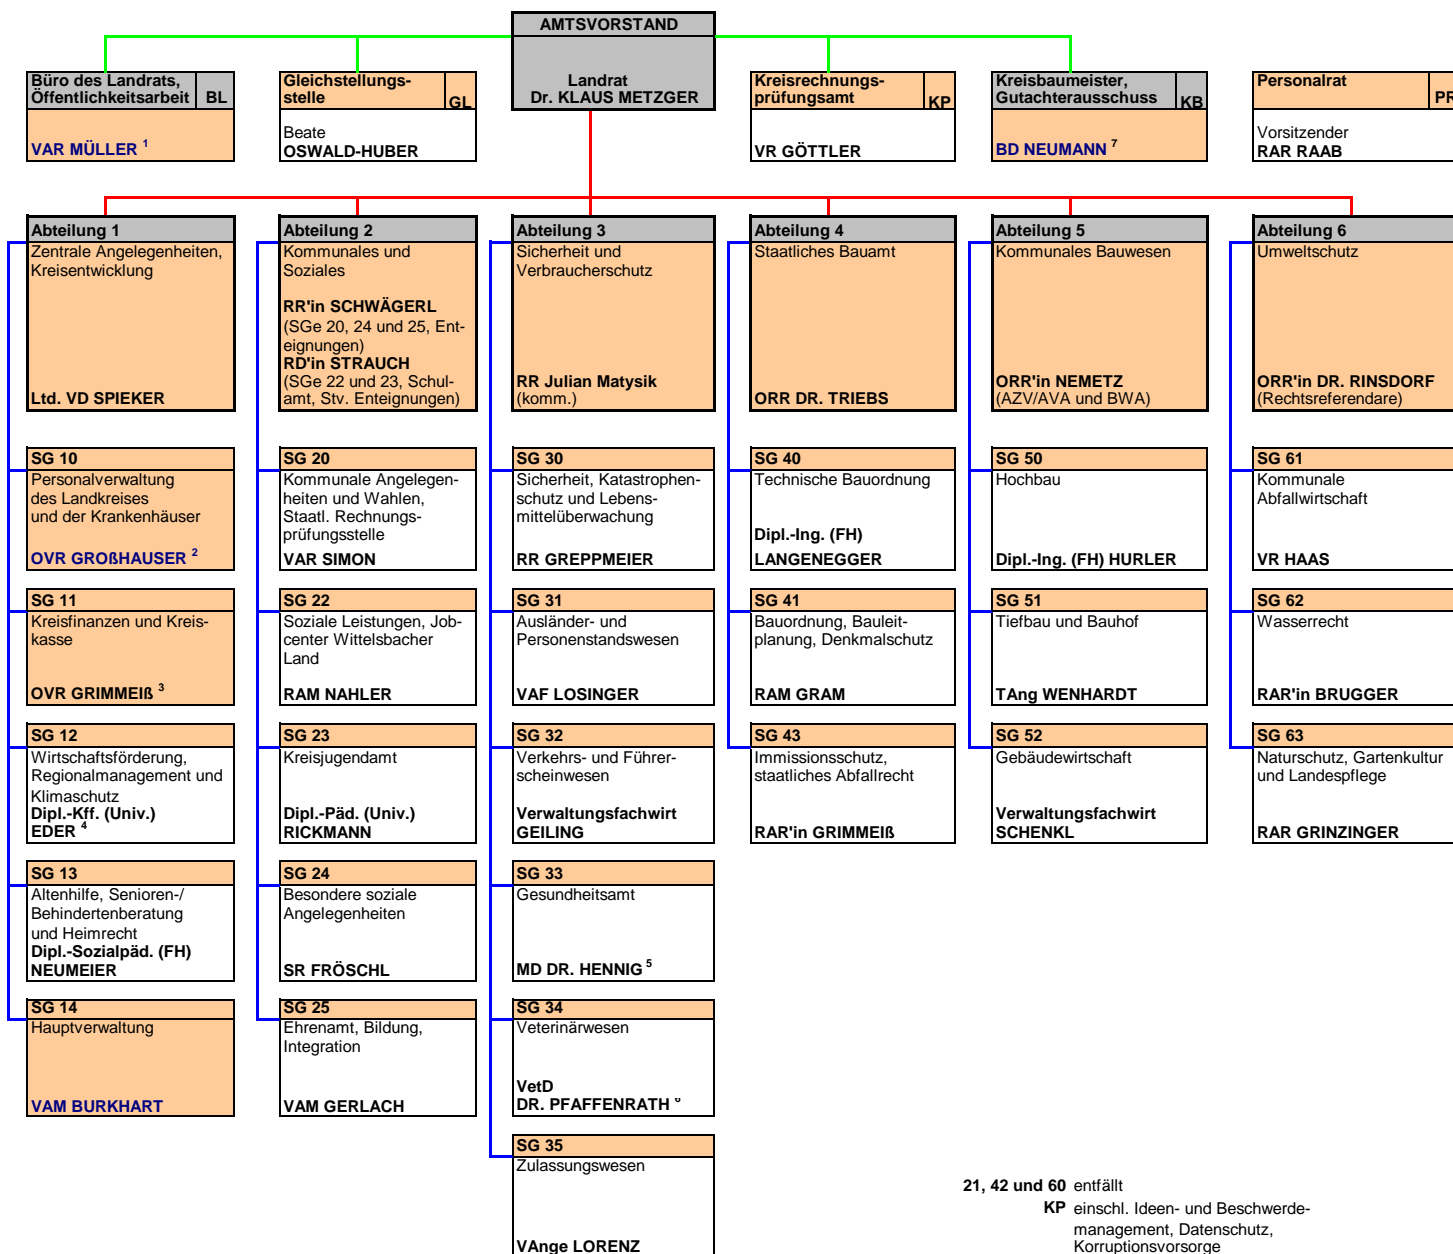 AMTSVORSTAND
Landrat
Dr. KLAUS METZGER
Büro des Landrats,
Öffentlichkeitsarbeit BL
VAR MÜLLER 1
Gleichstellungs-
stelle GL
Beate
OSWALD-HUBER
Kreisrechnungs-
prüfungsamt KP
VR GÖTTLER
Kreisbaumeister,
Gutachterausschuss KB
BD NEUMANN 7
Personalrat PR
Vorsitzender
RAR RAAB
Abteilung 1
Zentrale Angelegenheiten,
Kreisentwicklung
Ltd. VD SPIEKER
Abteilung 2
Kommunales und
Soziales
RR'in SCHWÄGERL
(SGe 20, 24 und 25, Ent-
eignungen)
RD'in STRAUCH
(SGe 22 und 23, Schul-
amt, Stv. Enteignungen)
Abteilung 3
Sicherheit und
Verbraucherschutz
RR Julian Matysik
(komm.)
Abteilung 4
Staatliches Bauamt
ORR DR. TRIEBS
Abteilung 5
Kommunales Bauwesen
ORR'in NEMETZ
(AZV/AVA und BWA)
Abteilung 6
Umweltschutz
ORR'in DR. RINSDORF
(Rechtsreferendare)
SG 10
Personalverwaltung
des Landkreises
und der Krankenhäuser
OVR GROßHAUSER 2
SG 20
Kommunale Angelegen-
heiten und Wahlen,
Staatl. Rechnungs-
prüfungsstelle
VAR SIMON
SG 30
Sicherheit, Katastrophen-
schutz und Lebens-
mittelüberwachung
RR GREPPMEIER
SG 40
Technische Bauordnung
Dipl.-Ing. (FH)
LANGENEGGER
SG 50
Hochbau
Dipl.-Ing. (FH) HURLER
SG 61
Kommunale
Abfallwirtschaft
VR HAAS
SG 11
Kreisfinanzen und Kreis-
kasse
OVR GRIMMEIß 3
SG 22
Soziale Leistungen, Job-
center Wittelsbacher
Land
RAM NAHLER
SG 31
Ausländer- und
Personenstandswesen
VAF LOSINGER
SG 41
Bauordnung, Bauleit-
planung, Denkmalschutz
RAM GRAM
SG 51
Tiefbau und Bauhof
TAng WENHARDT
SG 62
Wasserrecht
RAR'in BRUGGER
SG 12
Wirtschaftsförderung,
Regionalmanagement und
Klimaschutz
Dipl.-Kff. (Univ.)
EDER 4
SG 23
Kreisjugendamt
Dipl.-Päd. (Univ.)
RICKMANN
SG 32
Verkehrs- und Führer-
scheinwesen
Verwaltungsfachwirt
GEILING
SG 43
Immissionsschutz,
staatliches Abfallrecht
RAR'in GRIMMEIß
SG 52
Gebäudewirtschaft
Verwaltungsfachwirt
SCHENKL
SG 63
Naturschutz, Gartenkultur
und Landespflege
RAR GRINZINGER
SG 13
Altenhilfe, Senioren-/
Behindertenberatung
und Heimrecht
Dipl.-Sozialpäd. (FH)
NEUMEIER
SG 24
Besondere soziale
Angelegenheiten
SR FRÖSCHL
SG 33
Gesundheitsamt
MD DR. HENNIG 5
SG 14
Hauptverwaltung
VAM BURKHART
SG 25
Ehrenamt, Bildung,
Integration
VAM GERLACH
SG 34
Veterinärwesen
VetD
DR. PFAFFENRATH
SG 35
Zulassungswesen
VAnge LORENZ
21, 42 und 60 entfällt
KP einschl. Ideen- und Beschwerde-
management, Datenschutz,
Korruptionsvorsorge